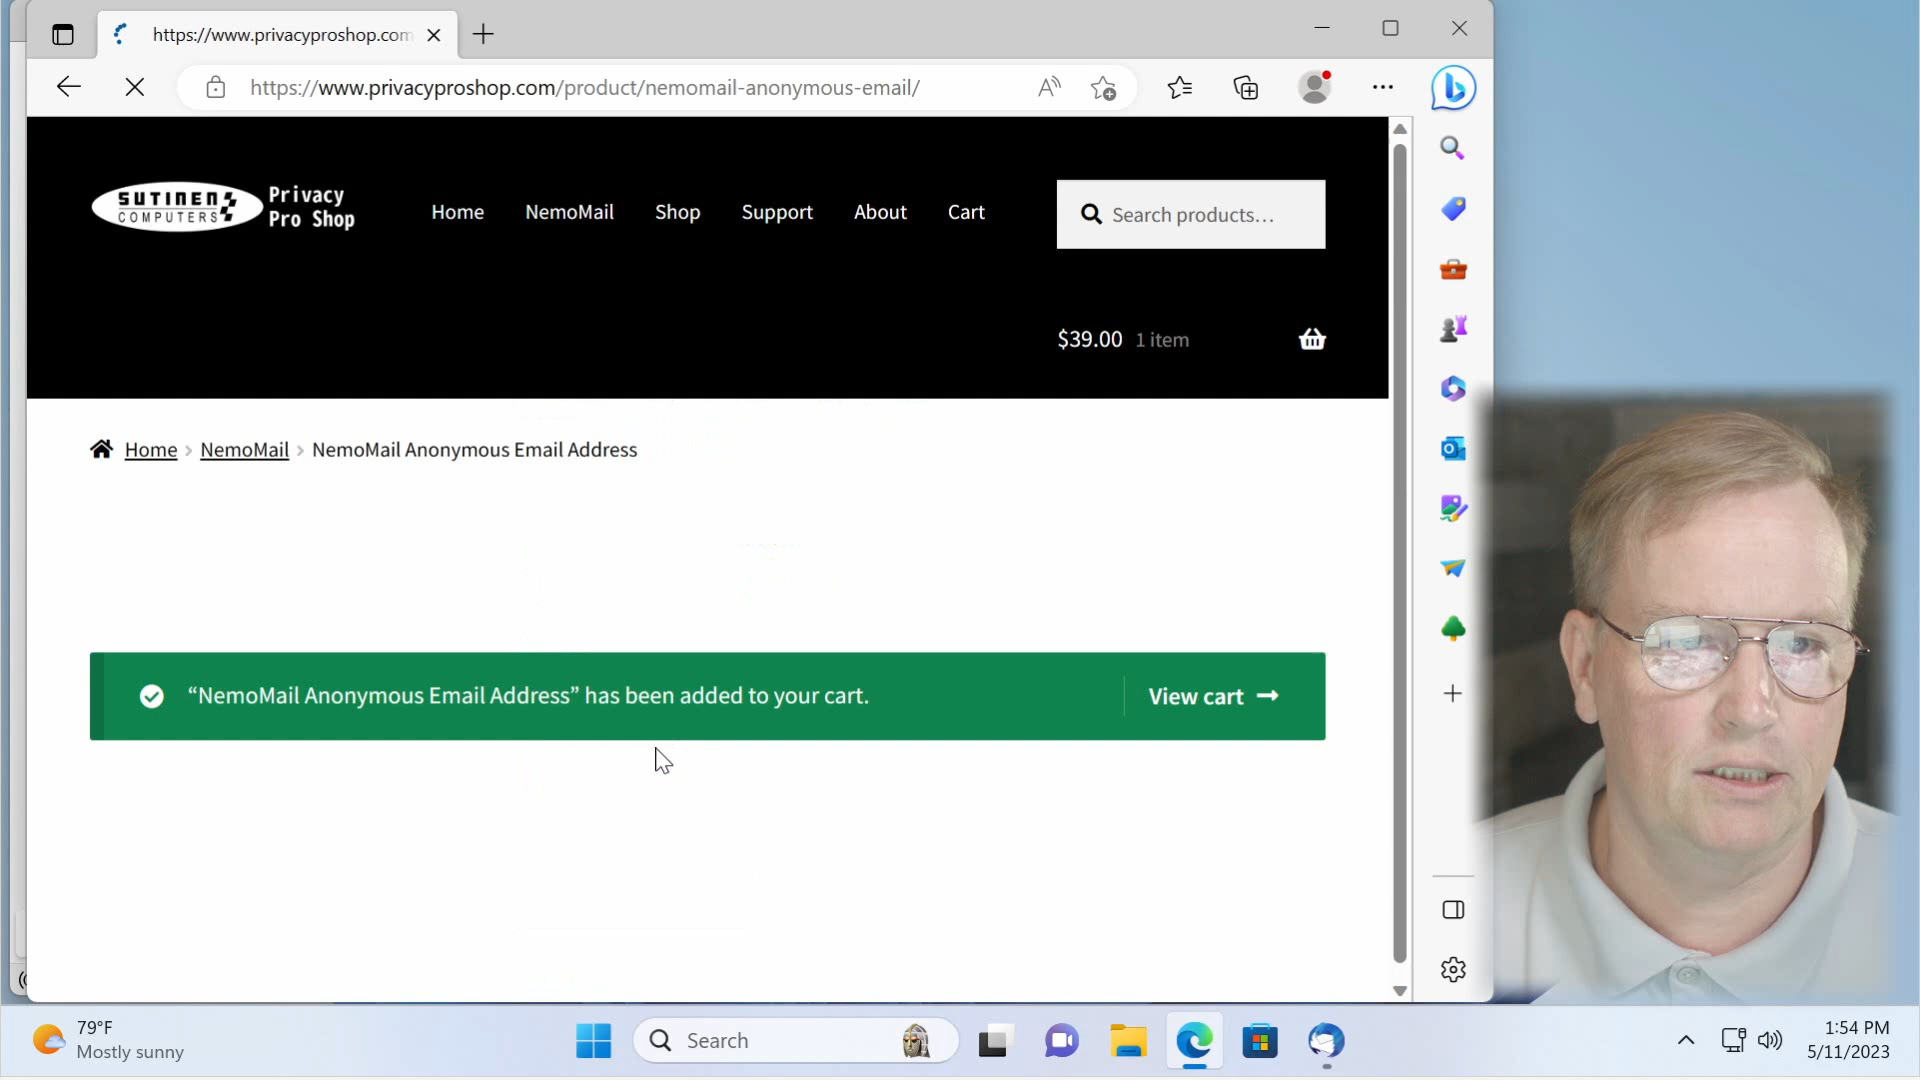 https://www.privacyproshop.com
https://www.privacyproshop.com/product/nemomail-anonymous-email/
SUTINEN
COMPUTERS
Privacy
Pro Shop
Home
NemoMail
Shop
Support
About
Cart
Search products…
$39.00 1 item
Home NemoMail NemoMail Anonymous Email Address
“NemoMail Anonymous Email Address” has been added to your cart.
View cart
79°F
Mostly sunny
Search
1:54 PM
5/11/2023